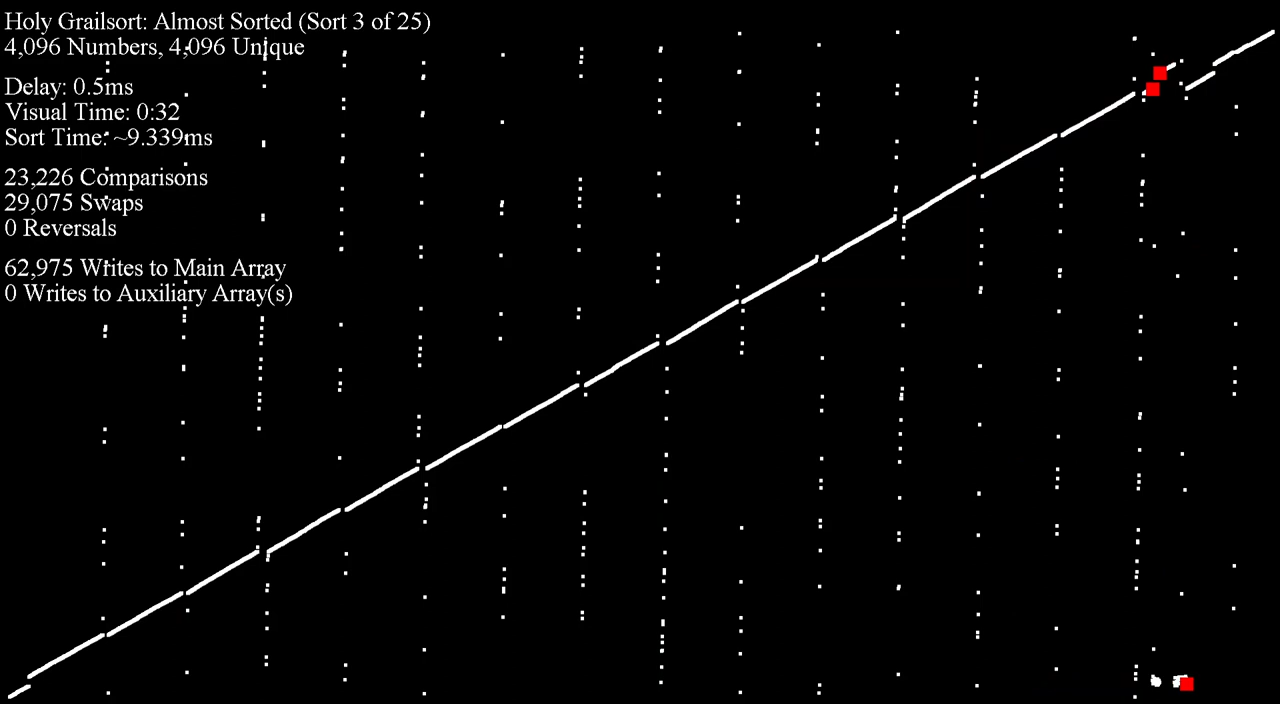 Holy Grailsort: Almost Sorted (Sort 3 of 25)
4,096 Numbers, 4,096 Unique
Delay: 0.5ms
Visual Time: 0:32
Sort Time: ~9.339ms
23,226 Comparisons
29,075 Swaps
0 Reversals
62,975 Writes to Main Array
0 Writes to Auxiliary Array(s)